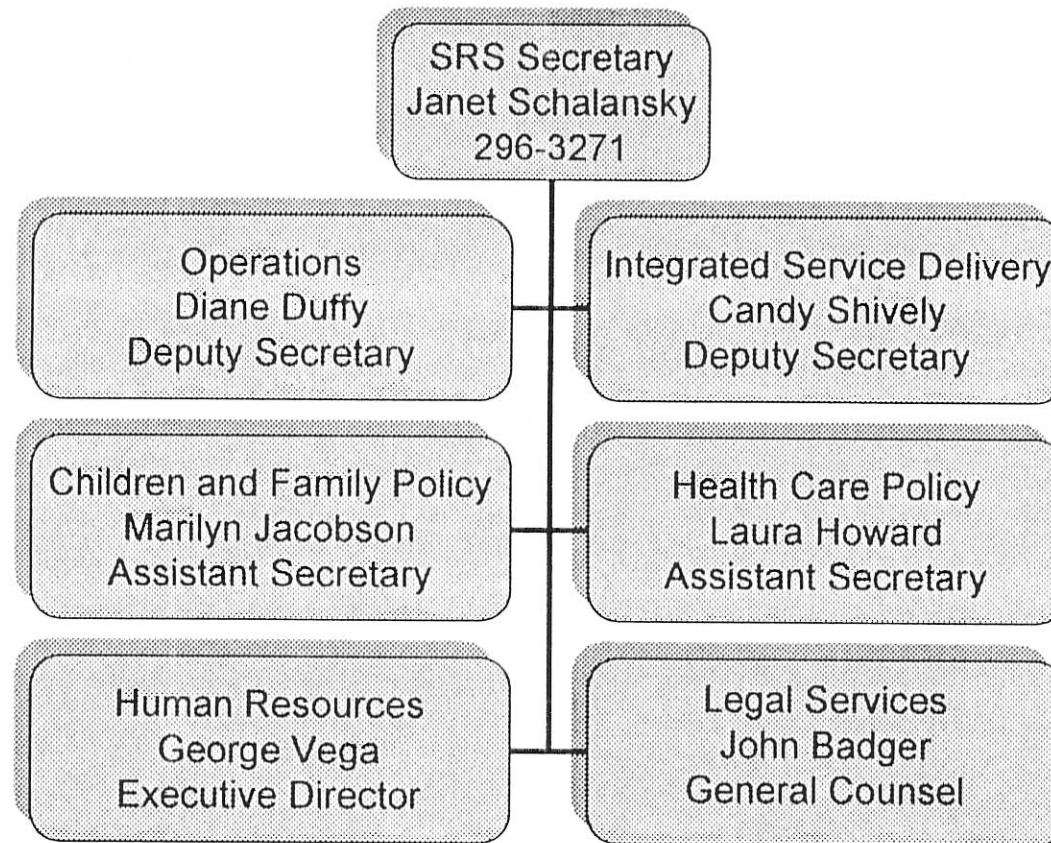 SRS Secretary
Janet Schalansky
296-3271
Operations
Diane Duffy
Deputy Secretary
Integrated Service Delivery
Candy Shively
Deputy Secretary
Children and Family Policy
Marilyn Jacobson
Assistant Secretary
Health Care Policy
Laura Howard
Assistant Secretary
Human Resources
George Vega
Executive Director
Legal Services
John Badger
General Counsel